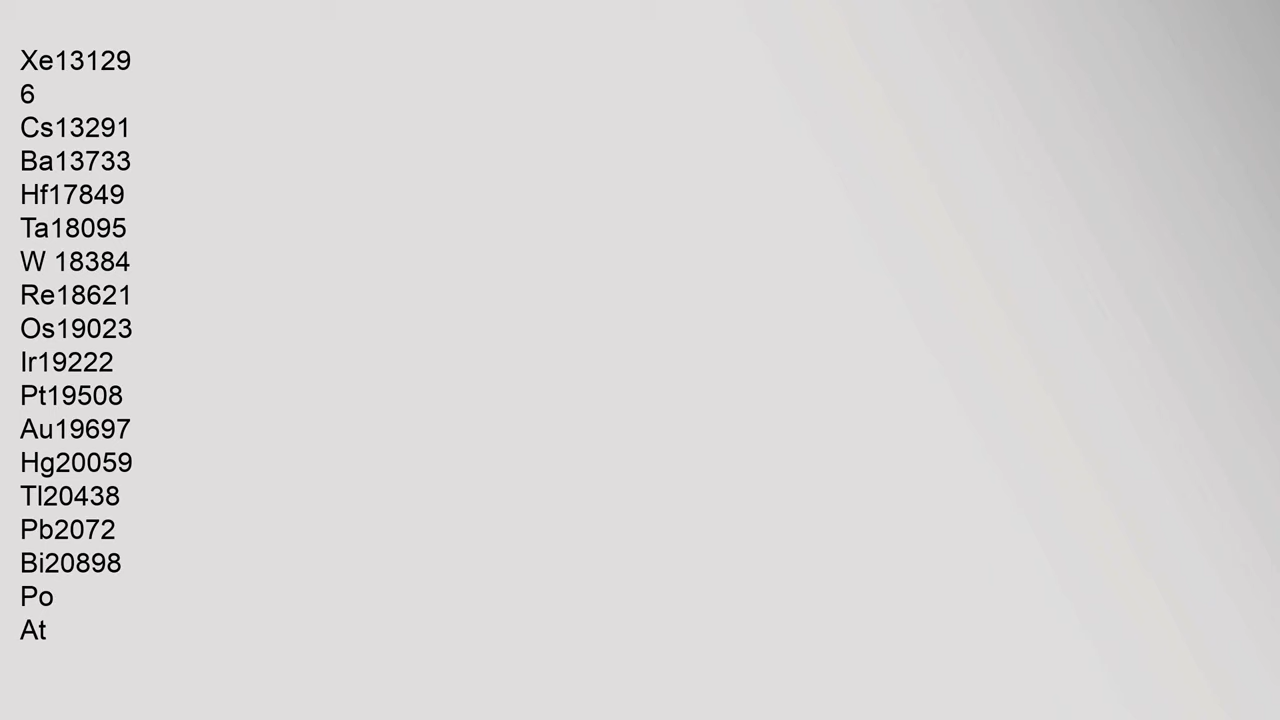 Xe13129
6
Cs13291
Ba13733
Hf17849
Ta18095
W 18384
Re18621
Os19023
Ir19222
Pt19508
Au19697
Hg20059
Tl20438
Pb2072
Bi20898
Po
At